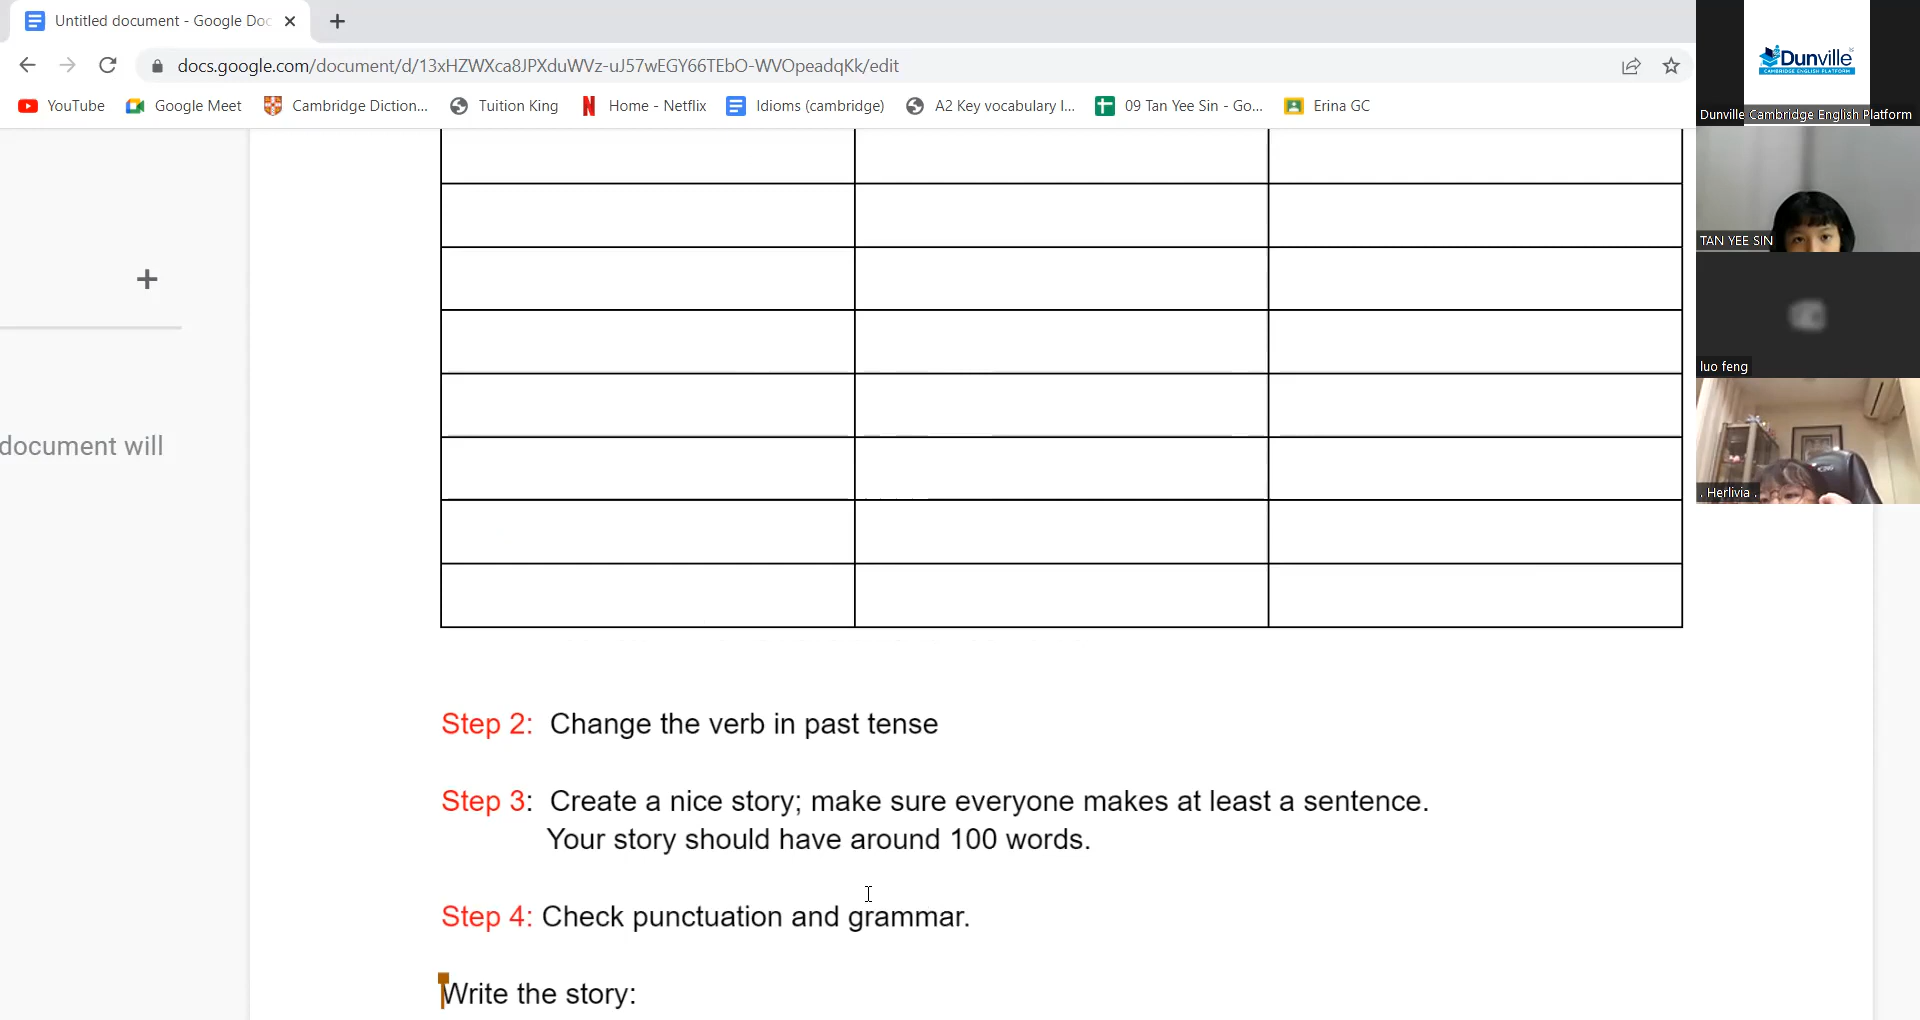 Untitled document - Google Doc
docs.google.com/document/d/13xHZWXca8JPXduWVz-uJ57wEGY66TEbO-WVOpeadqKk/edit
YouTube
Google Meet
Cambridge Diction...
Tuition King
Home - Netflix
Idioms (cambridge)
A2 Key vocabulary l...
09 Tan Yee Sin - Go...
Erina GC
Dunville
CAMBRIDGE ENGLISH PLATFORM
Dunville Cambridge English Platform
TAN YEE SIN
luo feng
. Herlivia .
document will
Step 2: Change the verb in past tense
Step 3: Create a nice story; make sure everyone makes at least a sentence.
Your story should have around 100 words.
Step 4: Check punctuation and grammar.
Write the story: